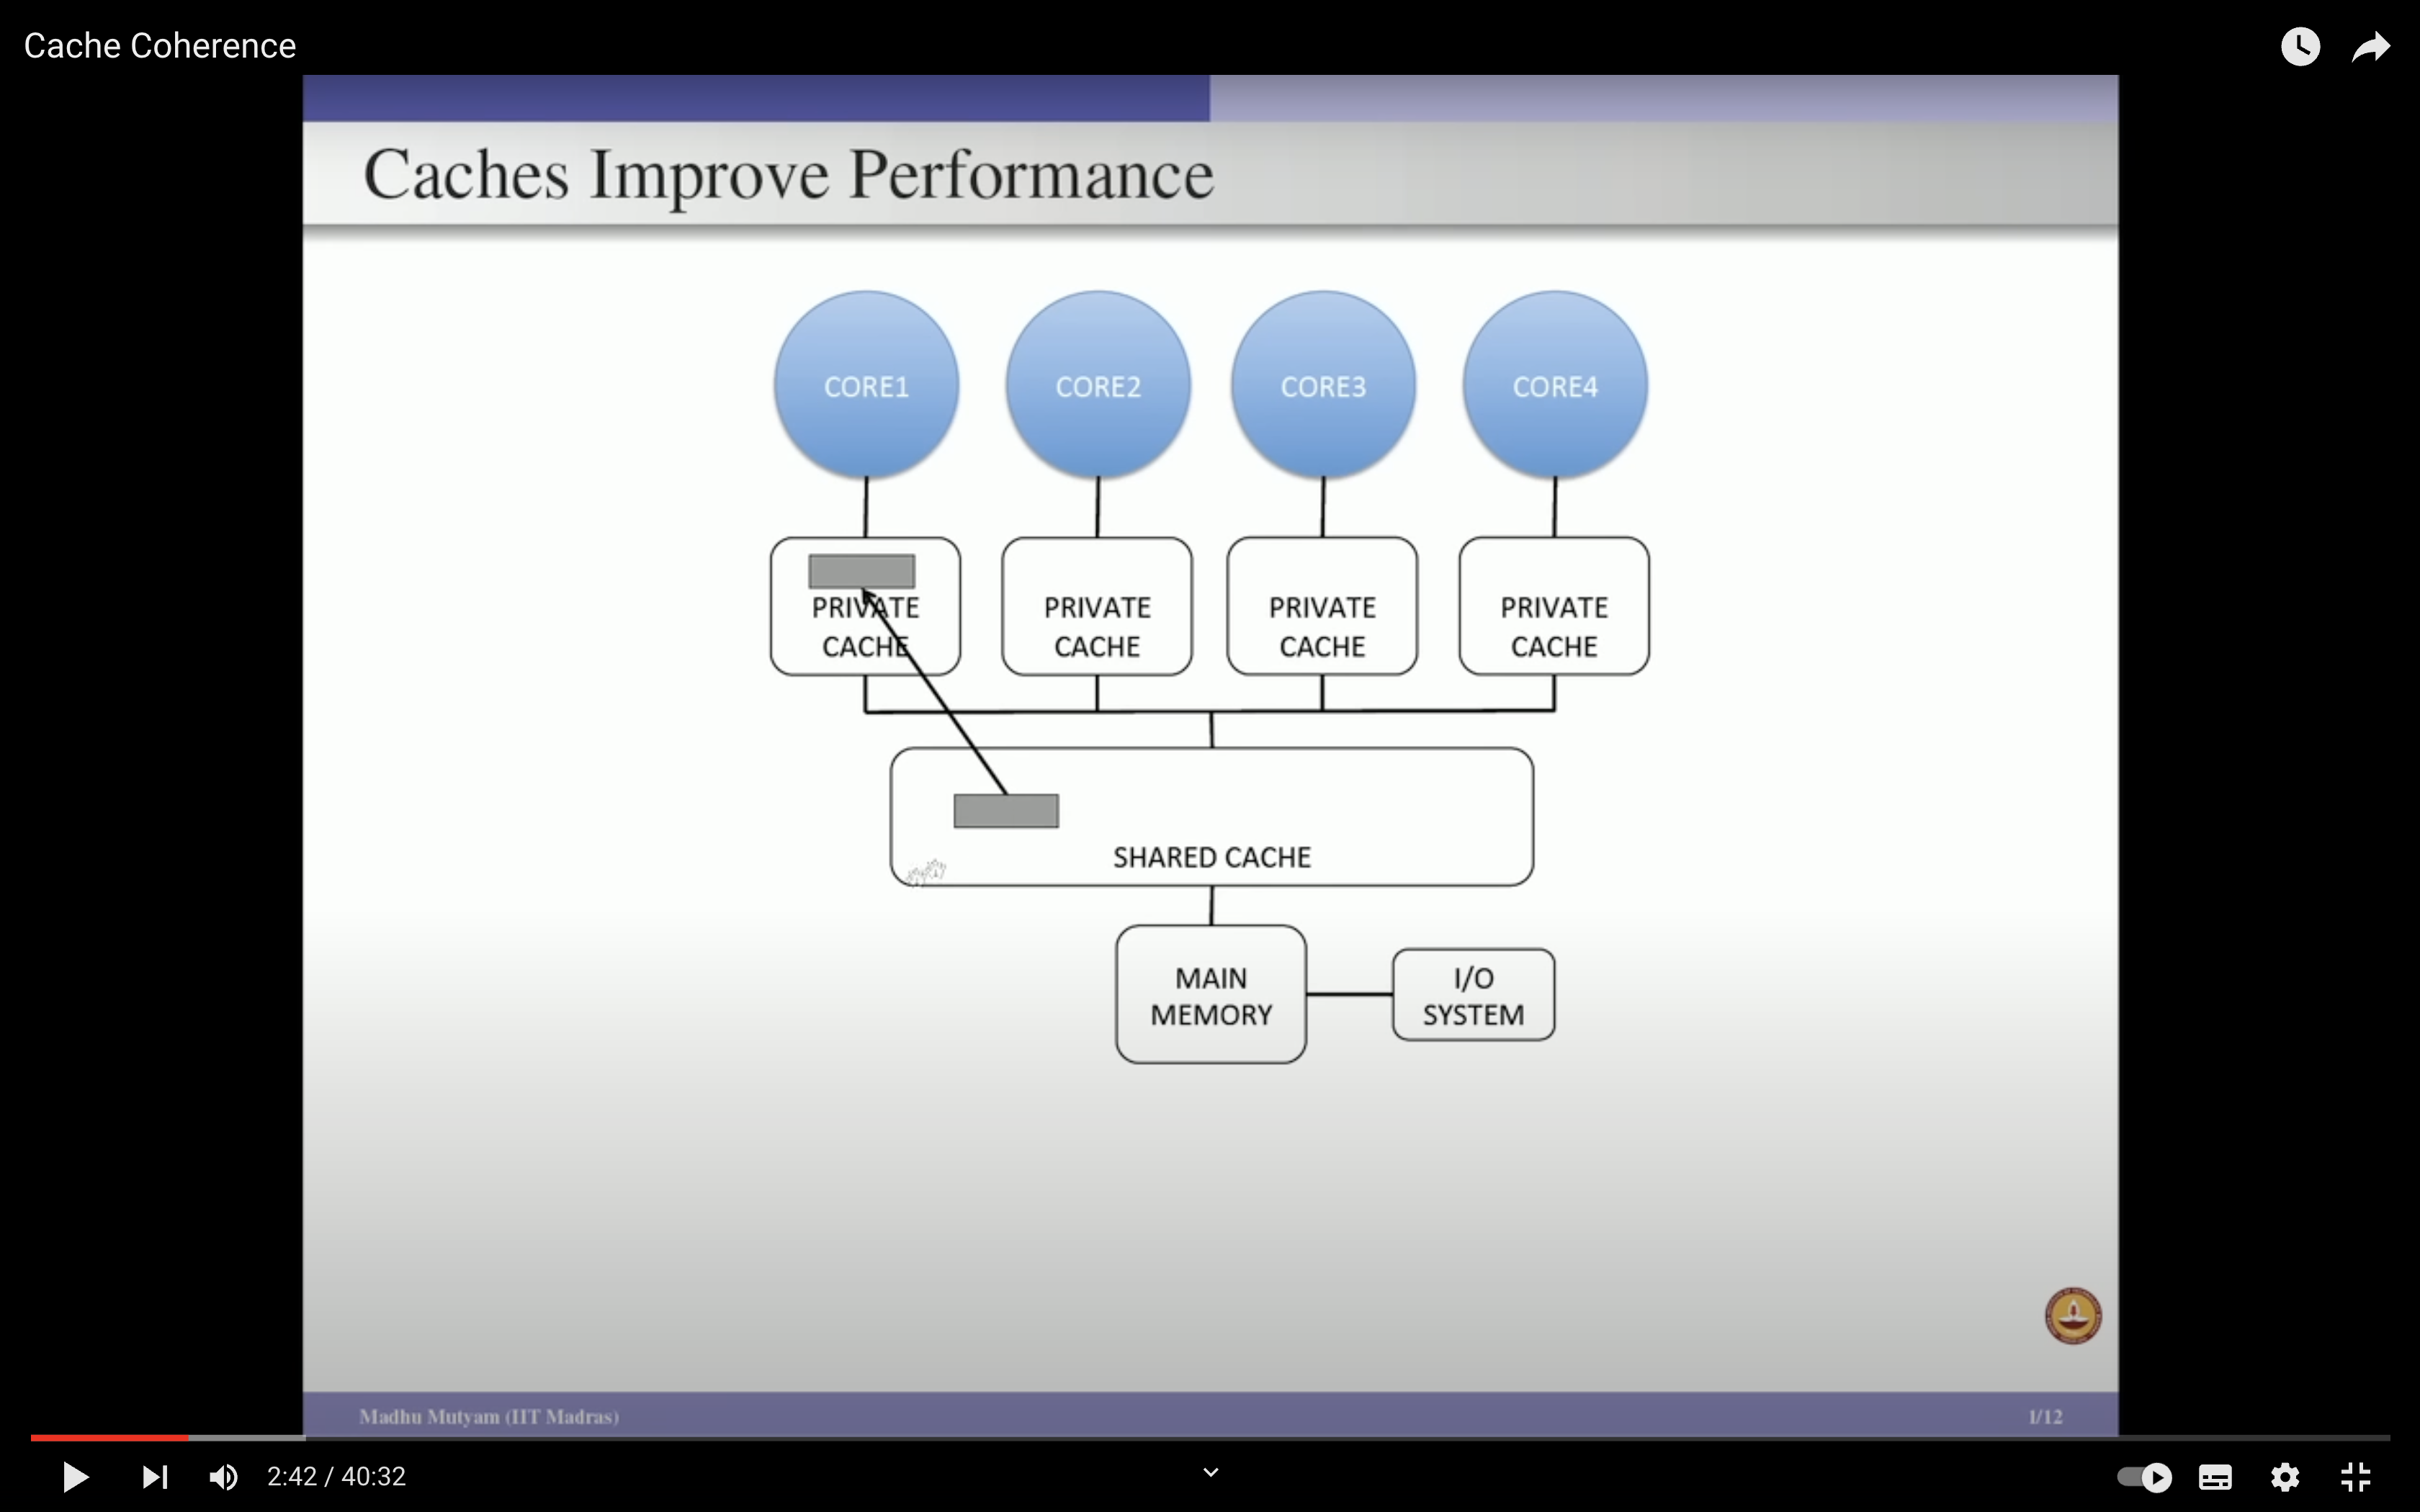 Cache Coherence
Caches Improve Performance
CORE1
CORE2
CORE3
CORE4
PRIVATE
CACHE
PRIVATE
CACHE
PRIVATE
CACHE
PRIVATE
CACHE
SHARED CACHE
MAIN
MEMORY
I/O
SYSTEM
Madhu Mutyam (IIT Madras)
1/12
2:42 / 40:32